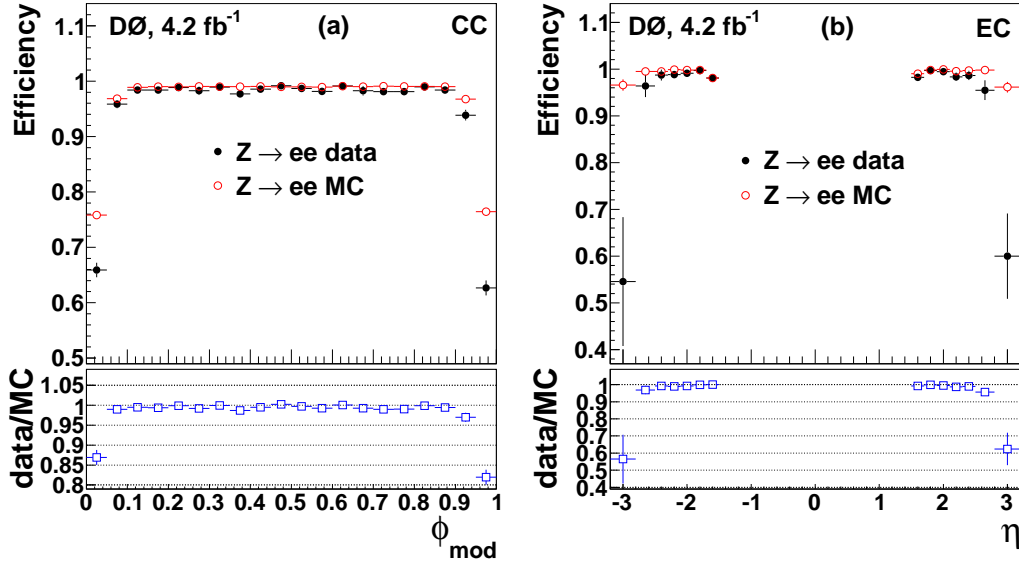 DØ, 4.2 fb⁻¹ (a) CC
Efficiency
1.1
1
0.9
0.8
0.7
0.6
0.5
Z → ee data
Z → ee MC
data/MC
1.05
1
0.95
0.9
0.85
0.8
0 0.1 0.2 0.3 0.4 0.5 0.6 0.7 0.8 0.9 1
ϕmod
DØ, 4.2 fb⁻¹ (b) EC
Efficiency
1.1
1
0.9
0.8
0.7
0.6
0.5
0.4
Z → ee data
Z → ee MC
data/MC
1
0.9
0.8
0.7
0.6
0.5
0.4
-3 -2 -1 0 1 2 3
η